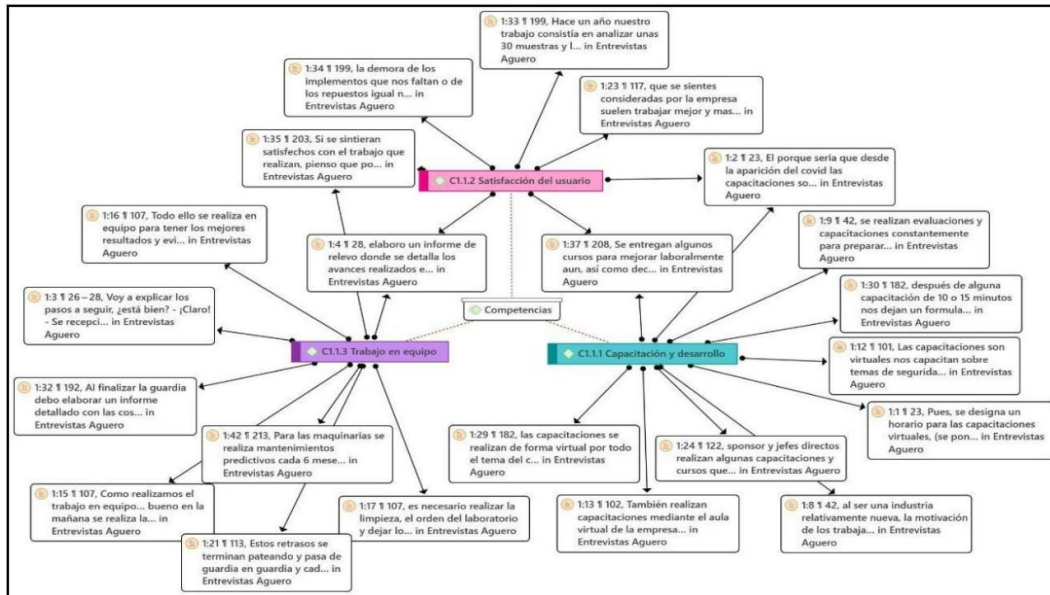 1:33 ¶ 199, Hace un año nuestro
trabajo consistía en analizar unas
30 muestras y l... in Entrevistas
Aguero
1:34 ¶ 199, la demora de los
implementos que nos faltan o de
los repuestos igual n... in
Entrevistas Aguero
1:23 ¶ 117, que se sientes
consideradas por la empresa
suelen trabajar mejor y mas... in
Entrevistas Aguero
1:35 ¶ 203, Si se sintieran
satisfechos con el trabajo que
realizan, pienso que po... in
Entrevistas Aguero
1:2 ¶ 23, El porque sería que desde
la aparición del covid las
capacitaciones so... in Entrevistas
Aguero
C1.1.2 Satisfacción del usuario
1:16 ¶ 107, Todo ello se realiza en
equipo para tener los mejores
resultados y evi... in Entrevistas
Aguero
1:9 ¶ 42, se realizan evaluaciones y
capacitaciones constantemente
para preparar... in Entrevistas
Aguero
1:4 ¶ 28, elaboro un informe de
relevo donde se detalla los
avances realizados e... in
Entrevistas Aguero
1:37 ¶ 208, Se entregan algunos
cursos para mejorar laboralmente
aun, así como dec... in Entrevistas
Aguero
1:30 ¶ 182, después de alguna
capacitación de 10 o 15 minutos
nos dejan un formula... in
Entrevistas Aguero
1:3 ¶ 26 – 28, Voy a explicar los
pasos a seguir, ¿está bien? - ¡Claro!
- Se recepci... in Entrevistas
Aguero
Competencias
1:12 ¶ 101, Las capacitaciones son
virtuales nos capacitan sobre
temas de segurida... in
Entrevistas Aguero
C1.1.3 Trabajo en equipo
C1.1.1 Capacitación y desarrollo
1:32 ¶ 192, Al finalizar la guardia
debo elaborar un informe
detallado con las cos... in
Entrevistas Aguero
1:1 ¶ 23, Pues, se designa un
horario para las capacitaciones
virtuales, (se pon... in Entrevistas
Aguero
1:42 ¶ 213, Para las maquinarias se
realiza mantenimientos
predictivos cada 6 mese... in
Entrevistas Aguero
1:29 ¶ 182, las capacitaciones se
realizan de forma virtual por todo
el tema del c... in Entrevistas
Aguero
1:24 ¶ 122, sponsor y jefes directos
realizan algunas capacitaciones y
cursos que... in Entrevistas
Aguero
1:15 ¶ 107, Como realizamos el
trabajo en equipo... bueno en la
mañana se realiza la... in
Entrevistas Aguero
1:17 ¶ 107, es necesario realizar la
limpieza, el orden del laboratorio
y dejar lo... in Entrevistas Aguero
1:13 ¶ 102, También realizan
capacitaciones mediante el aula
virtual de la empresa...
... in Entrevistas Aguero
1:8 ¶ 42, al ser una industria
relativamente nueva, la motivación
de los trabaja... in Entrevistas
Aguero
1:21 ¶ 113, Estos retrasos se
terminan pateando y pasa de
guardia en guardia y cad... in
Entrevistas Aguero